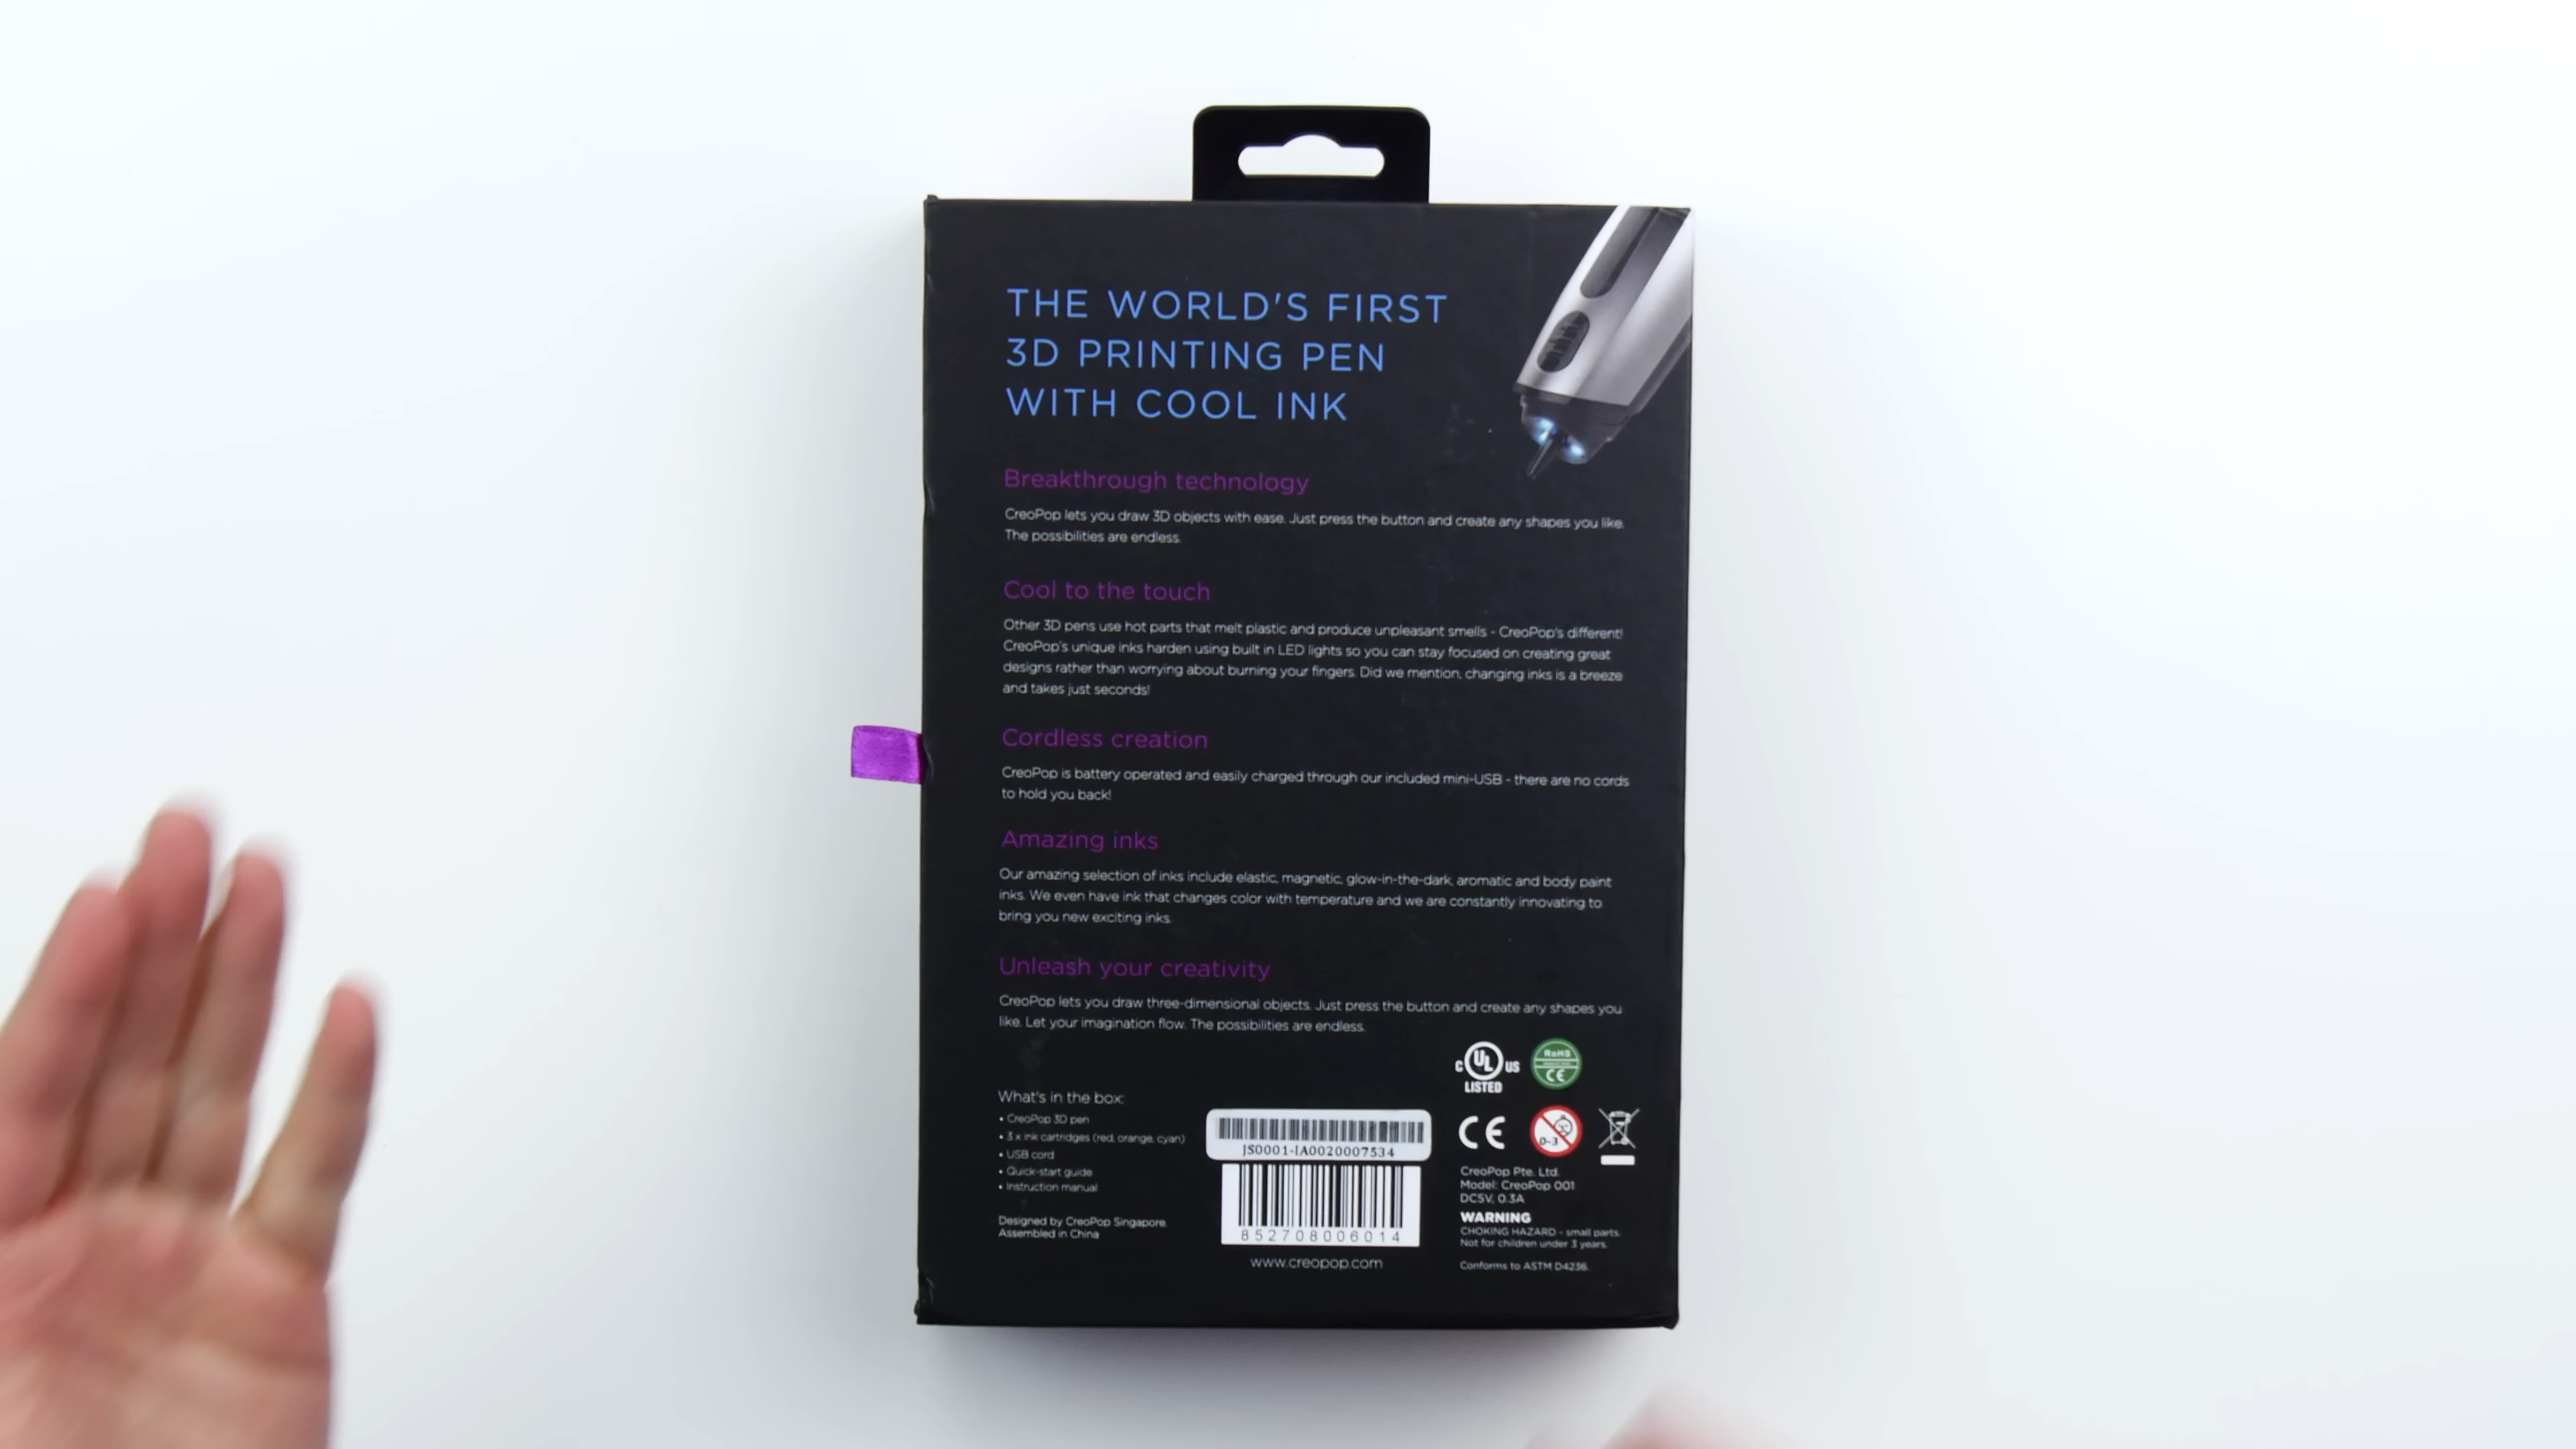 THE WORLD'S FIRST
3D PRINTING PEN
WITH COOL INK
Breakthrough technology
CreoPop lets you draw 3D objects with ease. Just press the button and create any shapes you like.
The possibilities are endless.
Cool to the touch
Other 3D pens use hot parts that melt plastic and produce unpleasant smells - CreoPop's different!
CreoPop's unique inks harden using built in LED lights so you can stay focused on creating great
designs rather than worrying about burning your fingers. Did we mention, changing inks is a breeze
and takes just seconds!
Cordless creation
CreoPop is battery operated and easily charged through our included mini-USB - there are no cords
to hold you back!
Amazing inks
Our amazing selection of inks include elastic, magnetic, glow-in-the-dark, aromatic and body paint
inks. We even have ink that changes color with temperature and we are constantly innovating to
bring you new exciting inks.
Unleash your creativity
CreoPop lets you draw three-dimensional objects. Just press the button and create any shapes you
like. Let your imagination flow. The possibilities are endless.
What's in the box:
• CreoPop 3D pen
• 3 x ink cartridges (red, orange, cyan)
• USB cord
• Quick-start guide
• Instruction manual
Designed by CreoPop Singapore.
Assembled in China
JS0001-IA0020007534
852708006014
www.creopop.com
C UL US
LISTED
RoHS
CE
CE
0-3
CreoPop Pte. Ltd.
Model: CreoPop 001
DC5V, 0.3A
WARNING
CHOKING HAZARD - small parts.
Not for children under 3 years.
Conforms to ASTM D4236.